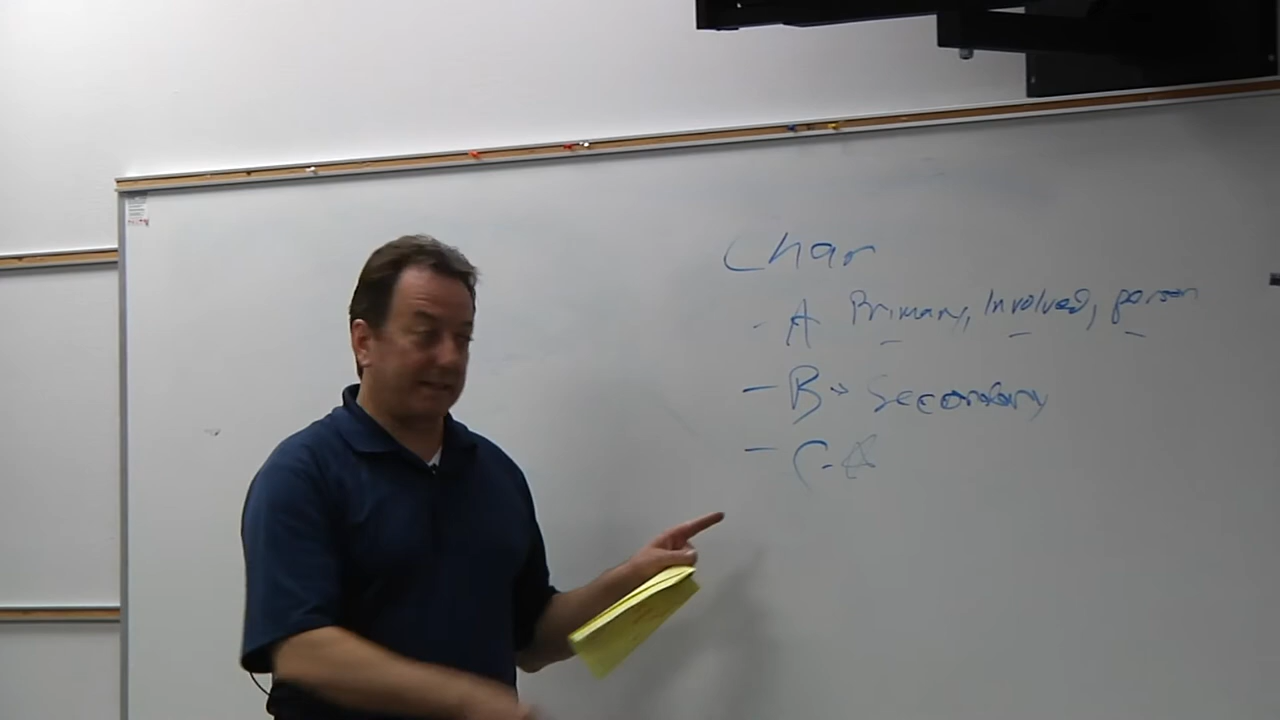 Char
- A Primary, Involved, person
- B → Secondary
- C -